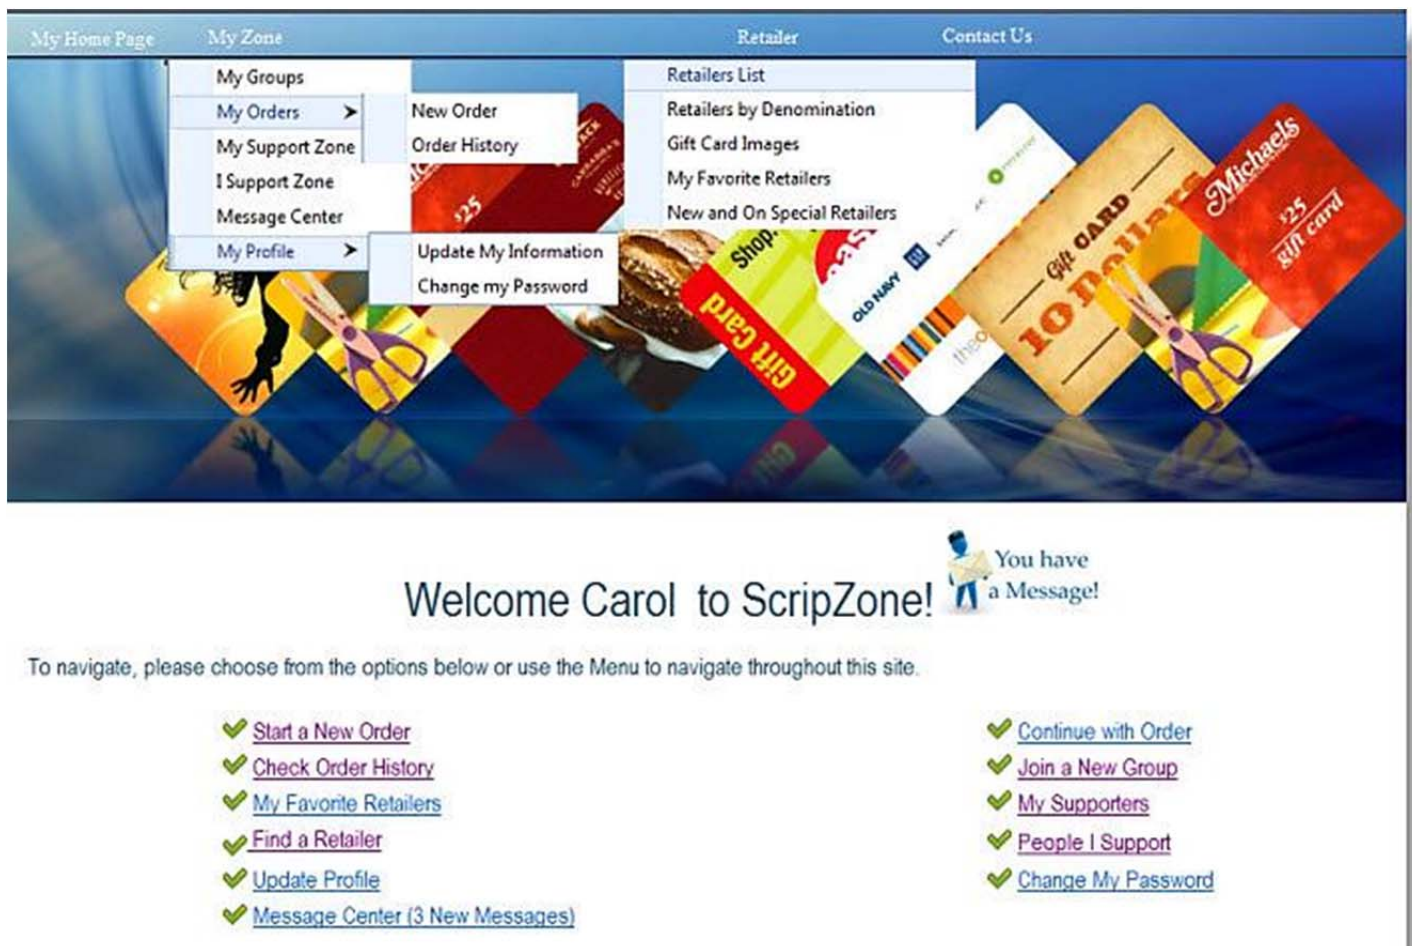 My Home Page
My Zone
Retailer
Contact Us
My Groups
My Orders
My Support Zone
I Support Zone
Message Center
My Profile
New Order
Order History
Update My Information
Change my Password
Retailers List
Retailers by Denomination
Gift Card Images
My Favorite Retailers
New and On Special Retailers
$25
Shop.
Gift Card
OLD NAVY
GAP
Gift CARD
10 Dollars
Michaels
$25
gift card
Welcome Carol to ScripZone!
You have
a Message!
To navigate, please choose from the options below or use the Menu to navigate throughout this site.
Start a New Order
Check Order History
My Favorite Retailers
Find a Retailer
Update Profile
Message Center (3 New Messages)
Continue with Order
Join a New Group
My Supporters
People I Support
Change My Password